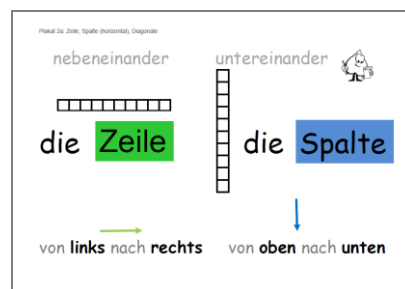 Plakat 2a: Zeile, Spalte (horizontal), Diagonale
nebeneinander
untereinander
die Zeile
die Spalte
von links nach rechts
von oben nach unten